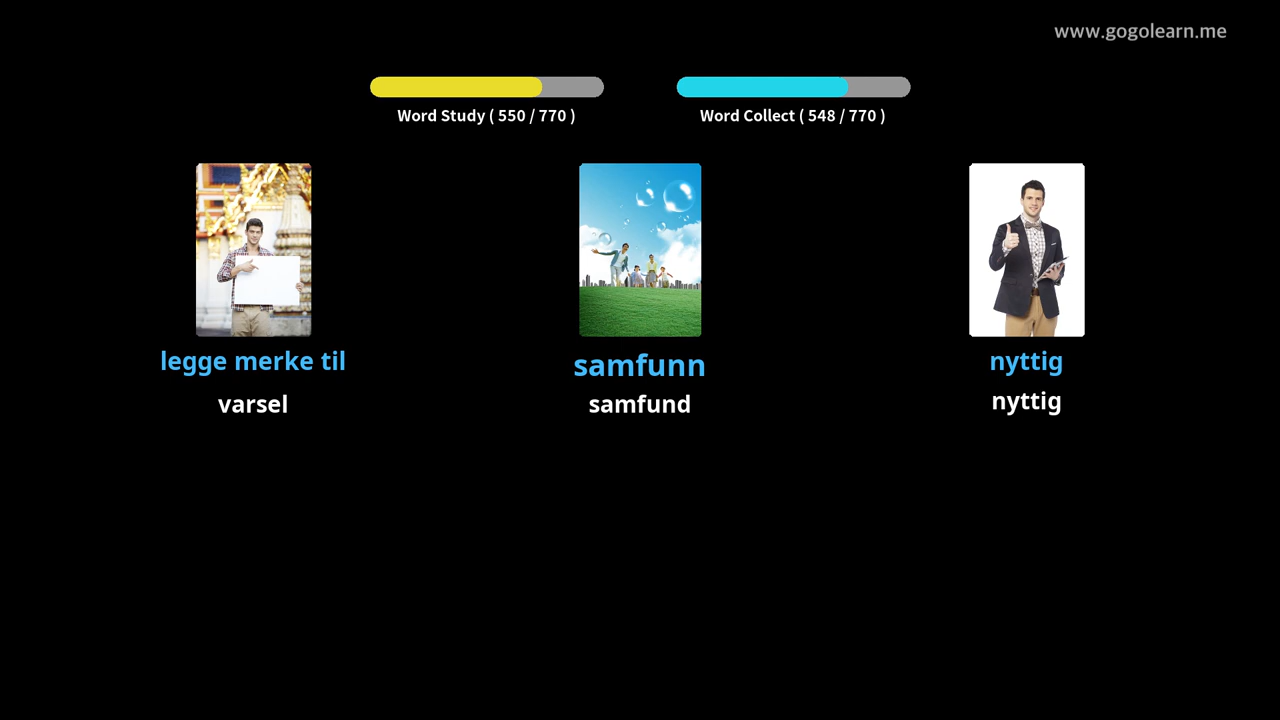 www.gogolearn.me
Word Study ( 550 / 770 )
Word Collect ( 548 / 770 )
legge merke til
varsel
samfunn
samfund
nyttig
nyttig